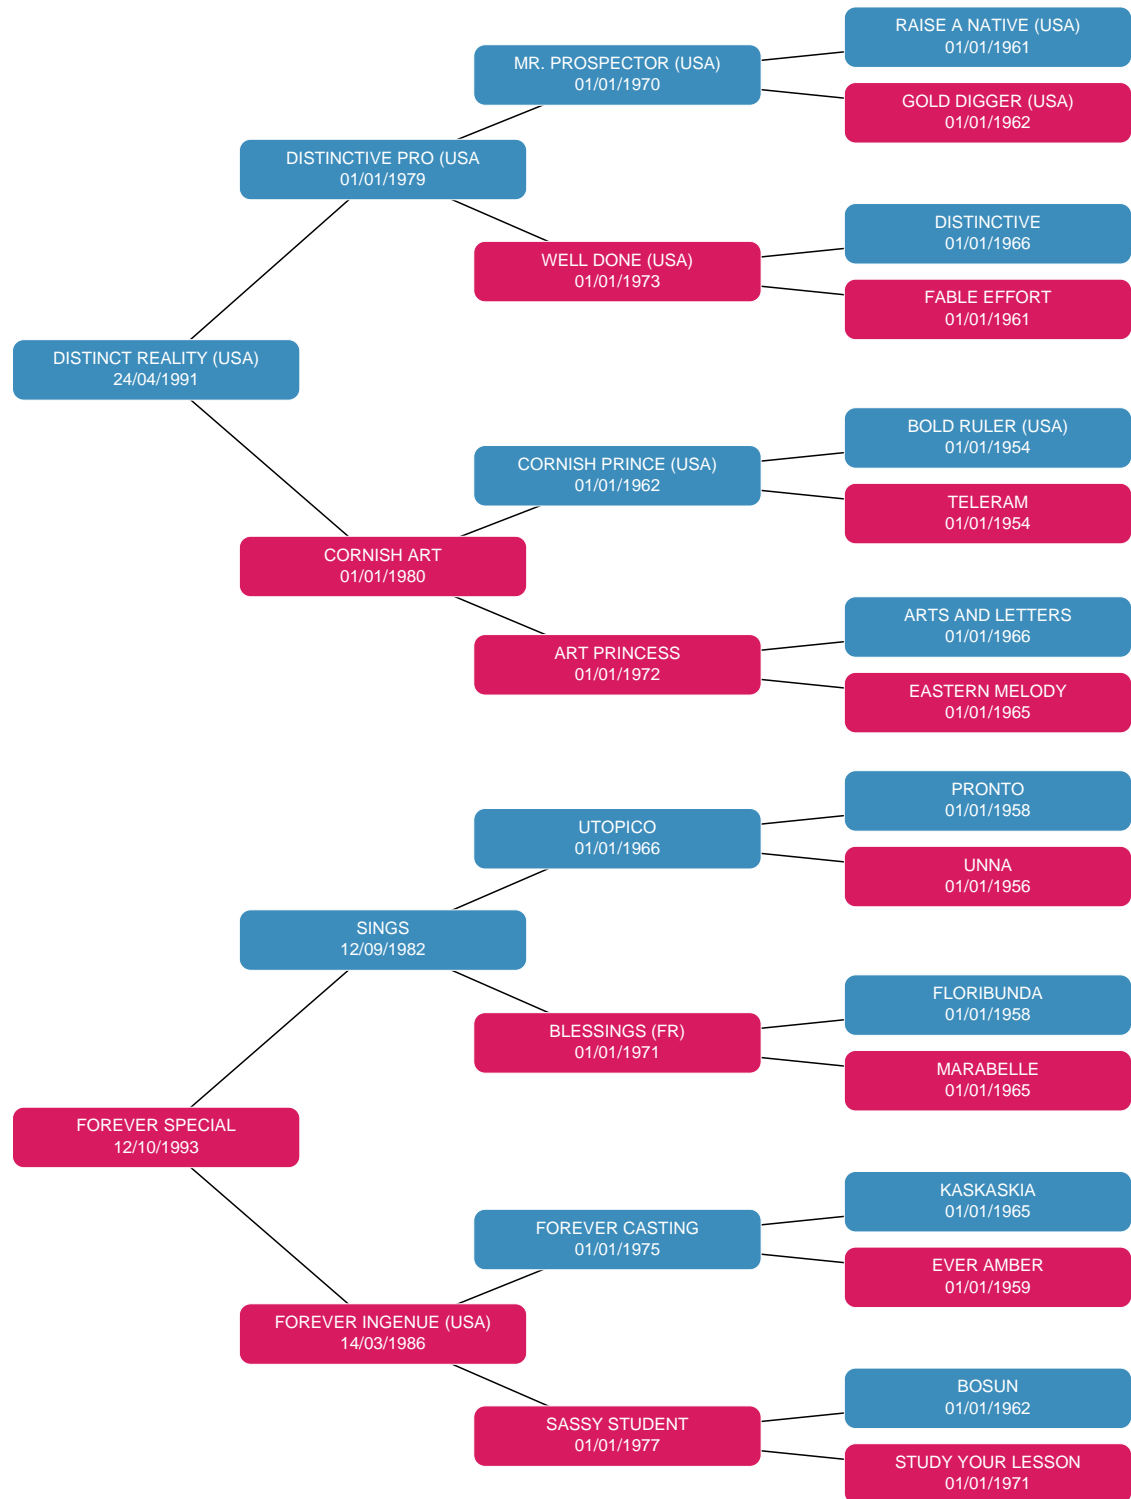 RAISE A NATIVE (USA)
01/01/1961
MR. PROSPECTOR (USA)
01/01/1970
GOLD DIGGER (USA)
01/01/1962
DISTINCTIVE PRO (USA
01/01/1979
DISTINCTIVE
01/01/1966
WELL DONE (USA)
01/01/1973
FABLE EFFORT
01/01/1961
DISTINCT REALITY (USA)
24/04/1991
BOLD RULER (USA)
01/01/1954
CORNISH PRINCE (USA)
01/01/1962
TELERAM
01/01/1954
CORNISH ART
01/01/1980
ARTS AND LETTERS
01/01/1966
ART PRINCESS
01/01/1972
EASTERN MELODY
01/01/1965
PRONTO
01/01/1958
UTOPICO
01/01/1966
UNNA
01/01/1956
SINGS
12/09/1982
FLORIBUNDA
01/01/1958
BLESSINGS (FR)
01/01/1971
MARABELLE
01/01/1965
FOREVER SPECIAL
12/10/1993
KASKASKIA
01/01/1965
FOREVER CASTING
01/01/1975
EVER AMBER
01/01/1959
FOREVER INGENUE (USA)
14/03/1986
BOSUN
01/01/1962
SASSY STUDENT
01/01/1977
STUDY YOUR LESSON
01/01/1971